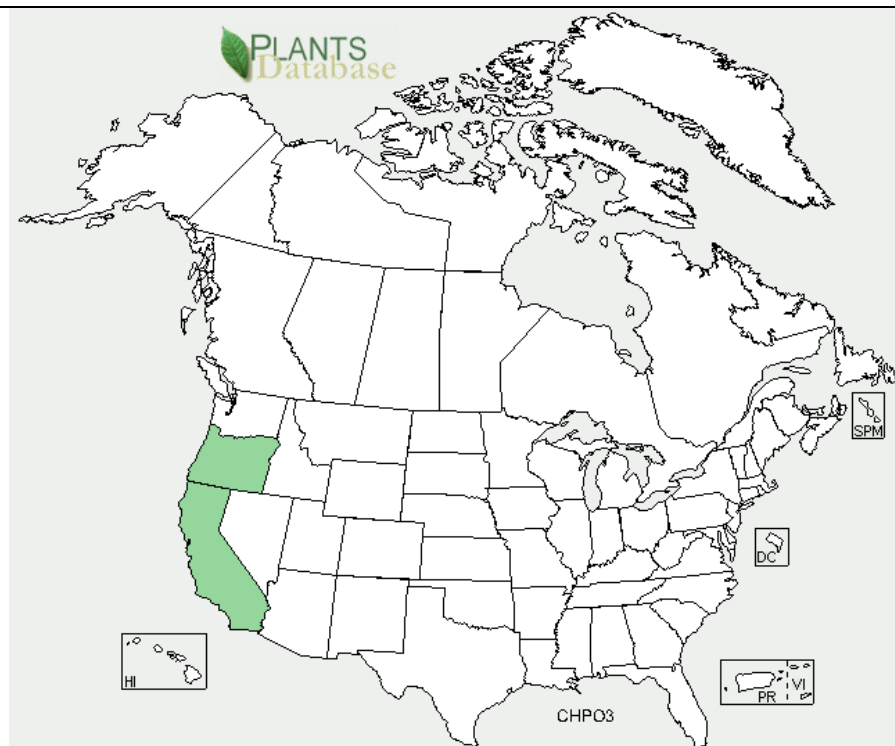 PLANTS
Database
SPM
DC
HI
PR VI
CHPO3